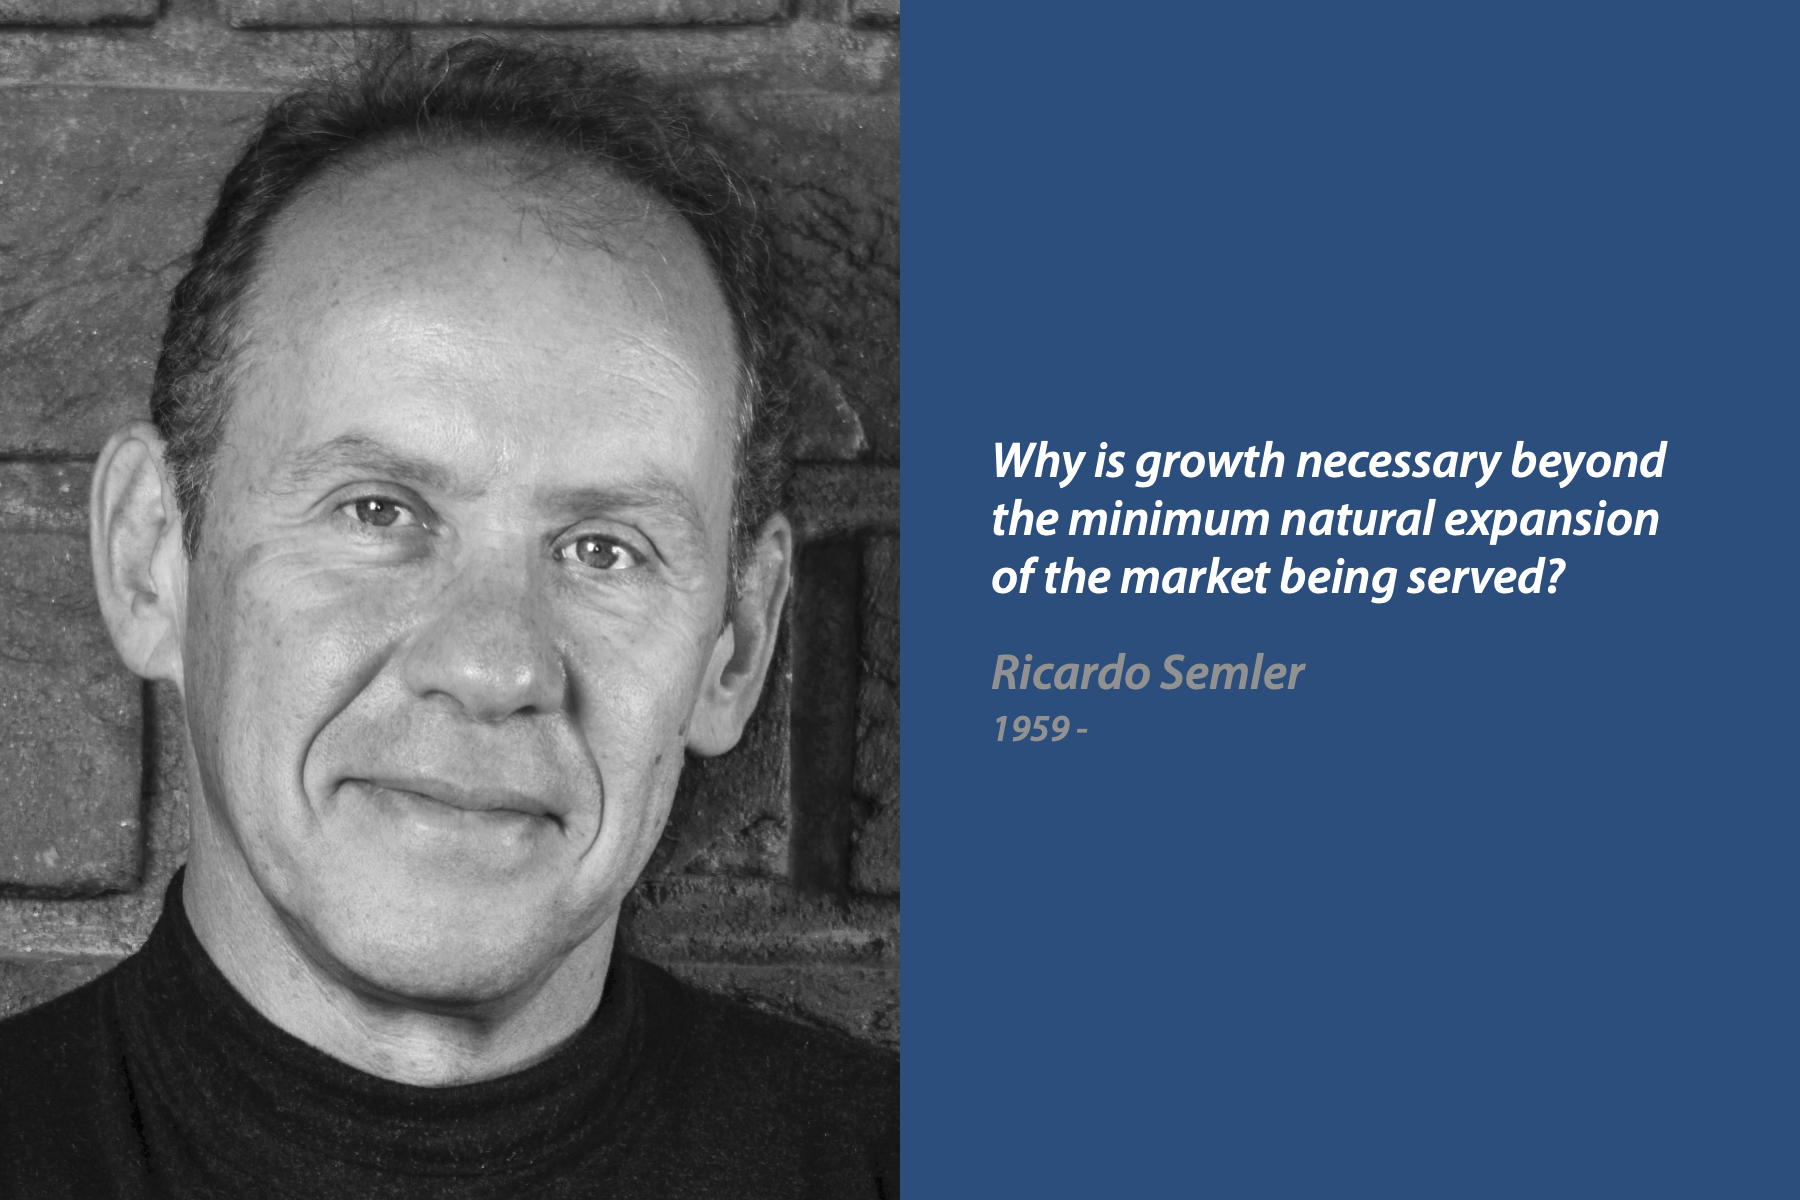 Why is growth necessary beyond
the minimum natural expansion
of the market being served?
Ricardo Semler
1959 -